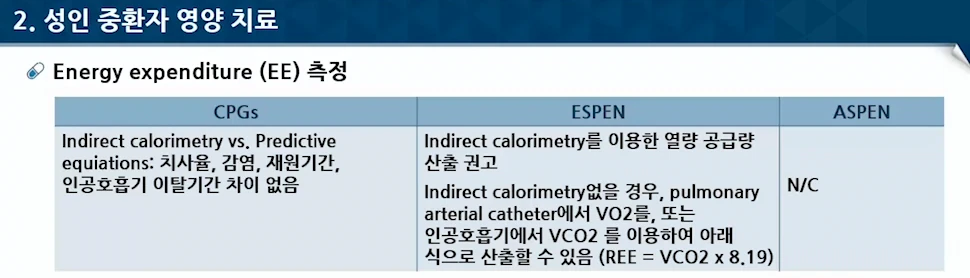 2. 성인 중환자 영양 치료
Energy expenditure (EE) 측정
CPGs
ESPEN
ASPEN
Indirect calorimetry vs. Predictive
equiations: 치사율, 감염, 재원기간,
인공호흡기 이탈기간 차이 없음
Indirect calorimetry를 이용한 열량 공급량
산출 권고
Indirect calorimetry없을 경우, pulmonary
arterial catheter에서 VO2를, 또는
인공호흡기에서 VCO2 를 이용하여 아래
식으로 산출할 수 있음 (REE = VCO2 x 8.19)
N/C